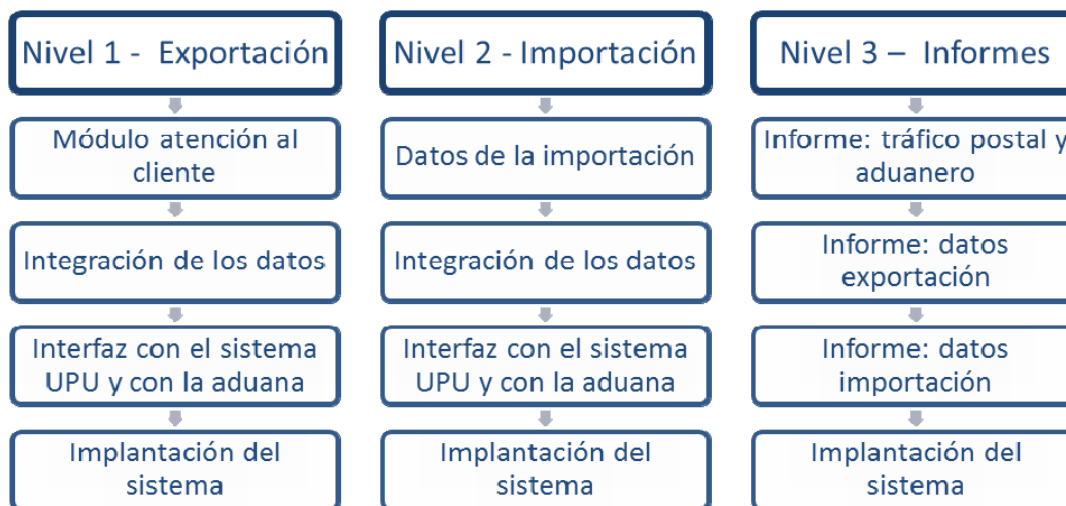 Nivel 1 - Exportación
Módulo atención al
cliente
Integración de los datos
Interfaz con el sistema
UPU y con la aduana
Implantación del
sistema
Nivel 2 - Importación
Datos de la importación
Integración de los datos
Interfaz con el sistema
UPU y con la aduana
Implantación del
sistema
Nivel 3 – Informes
Informe: tráfico postal y
aduanero
Informe: datos
exportación
Informe: datos
importación
Implantación del
sistema